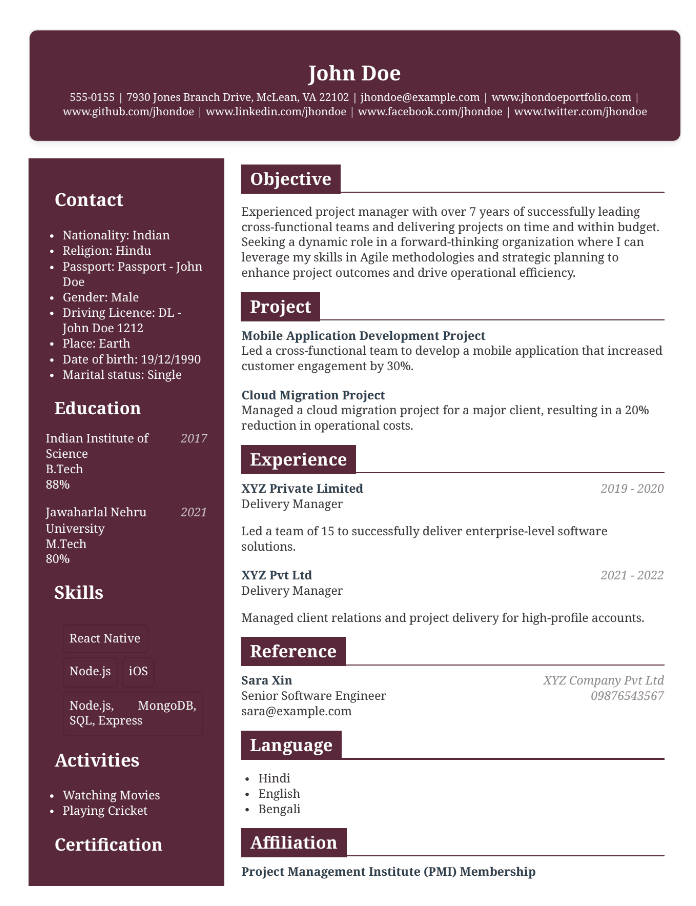 John Doe
555-0155 | 7930 Jones Branch Drive, McLean, VA 22102 | jhondoe@example.com | www.jhondoeportfolio.com |
www.github.com/jhondoe | www.linkedin.com/jhondoe | www.facebook.com/jhondoe | www.twitter.com/jhondoe
Contact
• Nationality: Indian
• Religion: Hindu
• Passport: Passport - John
Doe
• Gender: Male
• Driving Licence: DL -
John Doe 1212
• Place: Earth
• Date of birth: 19/12/1990
• Marital status: Single
Education
Indian Institute of 2017
Science
B.Tech
88%
Jawaharlal Nehru 2021
University
M.Tech
80%
Skills
React Native
Node.js iOS
Node.js, MongoDB,
SQL, Express
Activities
• Watching Movies
• Playing Cricket
Certification
Objective
Experienced project manager with over 7 years of successfully leading
cross-functional teams and delivering projects on time and within budget.
Seeking a dynamic role in a forward-thinking organization where I can
leverage my skills in Agile methodologies and strategic planning to
enhance project outcomes and drive operational efficiency.
Project
Mobile Application Development Project
Led a cross-functional team to develop a mobile application that increased
customer engagement by 30%.
Cloud Migration Project
Managed a cloud migration project for a major client, resulting in a 20%
reduction in operational costs.
Experience
XYZ Private Limited 2019 - 2020
Delivery Manager
Led a team of 15 to successfully deliver enterprise-level software
solutions.
XYZ Pvt Ltd 2021 - 2022
Delivery Manager
Managed client relations and project delivery for high-profile accounts.
Reference
Sara Xin XYZ Company Pvt Ltd
Senior Software Engineer 09876543567
sara@example.com
Language
• Hindi
• English
• Bengali
Affiliation
Project Management Institute (PMI) Membership